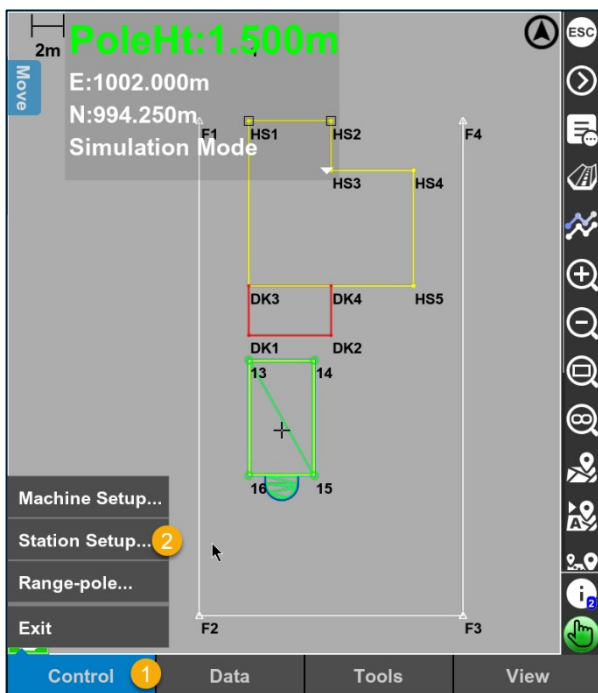 PoleHt:1.500m
2m
Move
E:1002.000m
N:994.250m
Simulation Mode
ESC
F1
HS1
HS2
F4
HS3
HS4
DK3
DK4
HS5
DK1
DK2
13
14
16
15
Machine Setup...
Station Setup... 2
Range-pole...
Exit
F2
F3
A
i 2
Control 1
Data
Tools
View